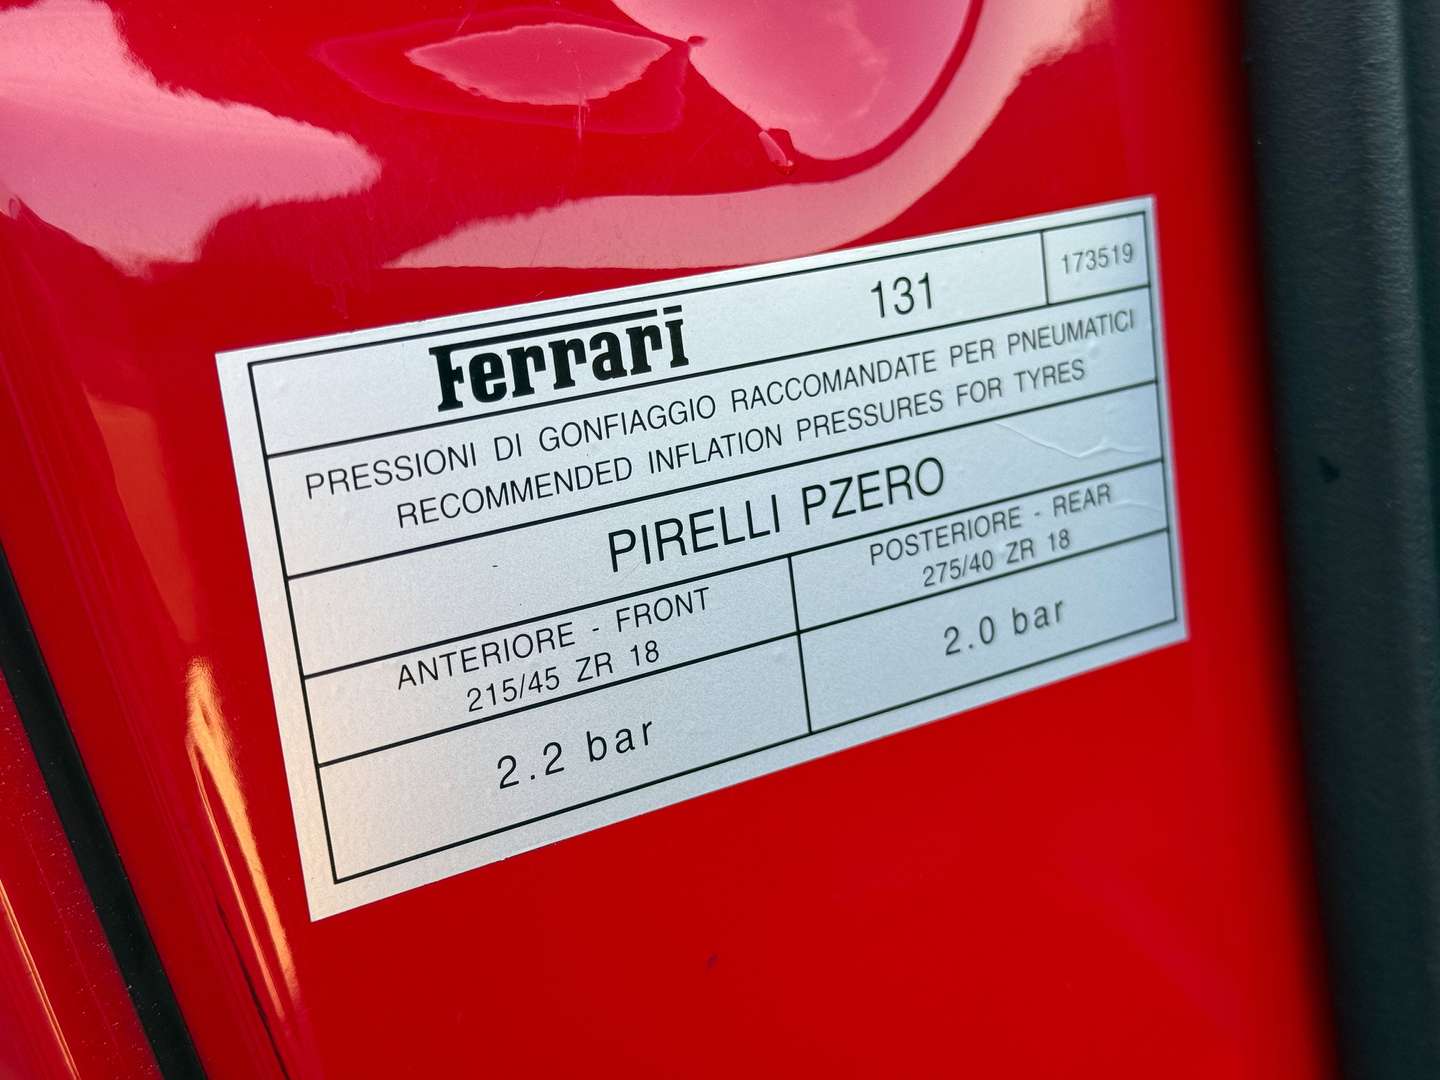 Ferrari 131 173519
PRESSIONI DI GONFIAGGIO RACCOMANDATE PER PNEUMATICI
RECOMMENDED INFLATION PRESSURES FOR TYRES
PIRELLI PZERO
ANTERIORE - FRONT
215/45 ZR 18
POSTERIORE - REAR
275/40 ZR 18
2.2 bar
2.0 bar